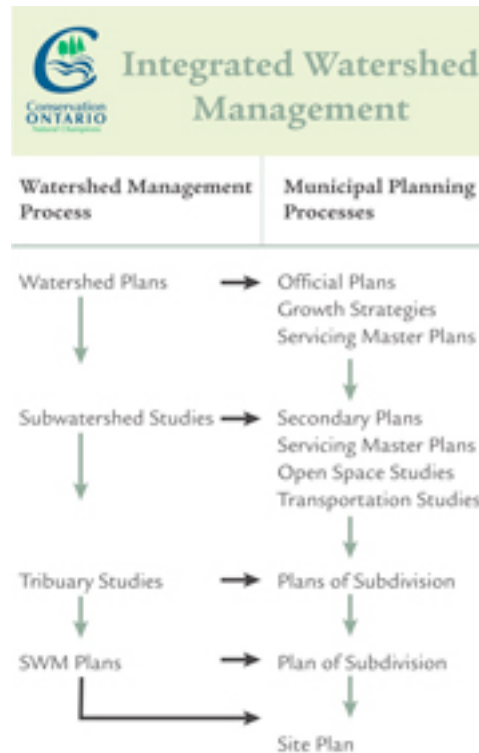 Conservation
ONTARIO
Natural Champions
Integrated Watershed
Management
Watershed Management
Process
Municipal Planning
Processes
Watershed Plans
Official Plans
Growth Strategies
Servicing Master Plans
Subwatershed Studies
Secondary Plans
Servicing Master Plans
Open Space Studies
Transportation Studies
Tribuary Studies
Plans of Subdivision
SWM Plans
Plan of Subdivision
Site Plan